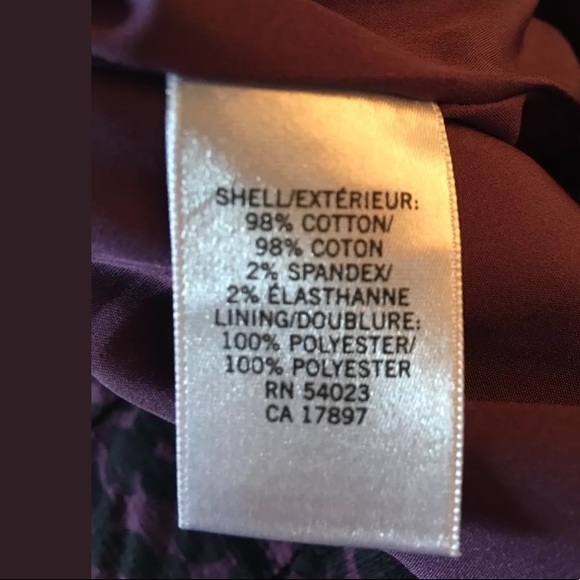 SHELL/EXTÉRIEUR:
98% COTTON/
98% COTON
2% SPANDEX/
2% ÉLASTHANNE
LINING/DOUBLURE:
100% POLYESTER/
100% POLYESTER
RN 54023
CA 17897